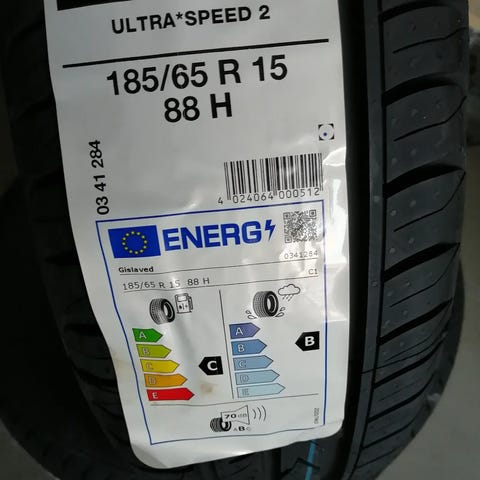 ULTRA*SPEED 2
185/65 R 15
88 H
03 41 284
4 024064 000512
ENERG
0341284
Gislaved
185/65 R 15 88 H
C1
A
B
C
D
E
C
A
B
C
D
E
B
70 dB
ABC